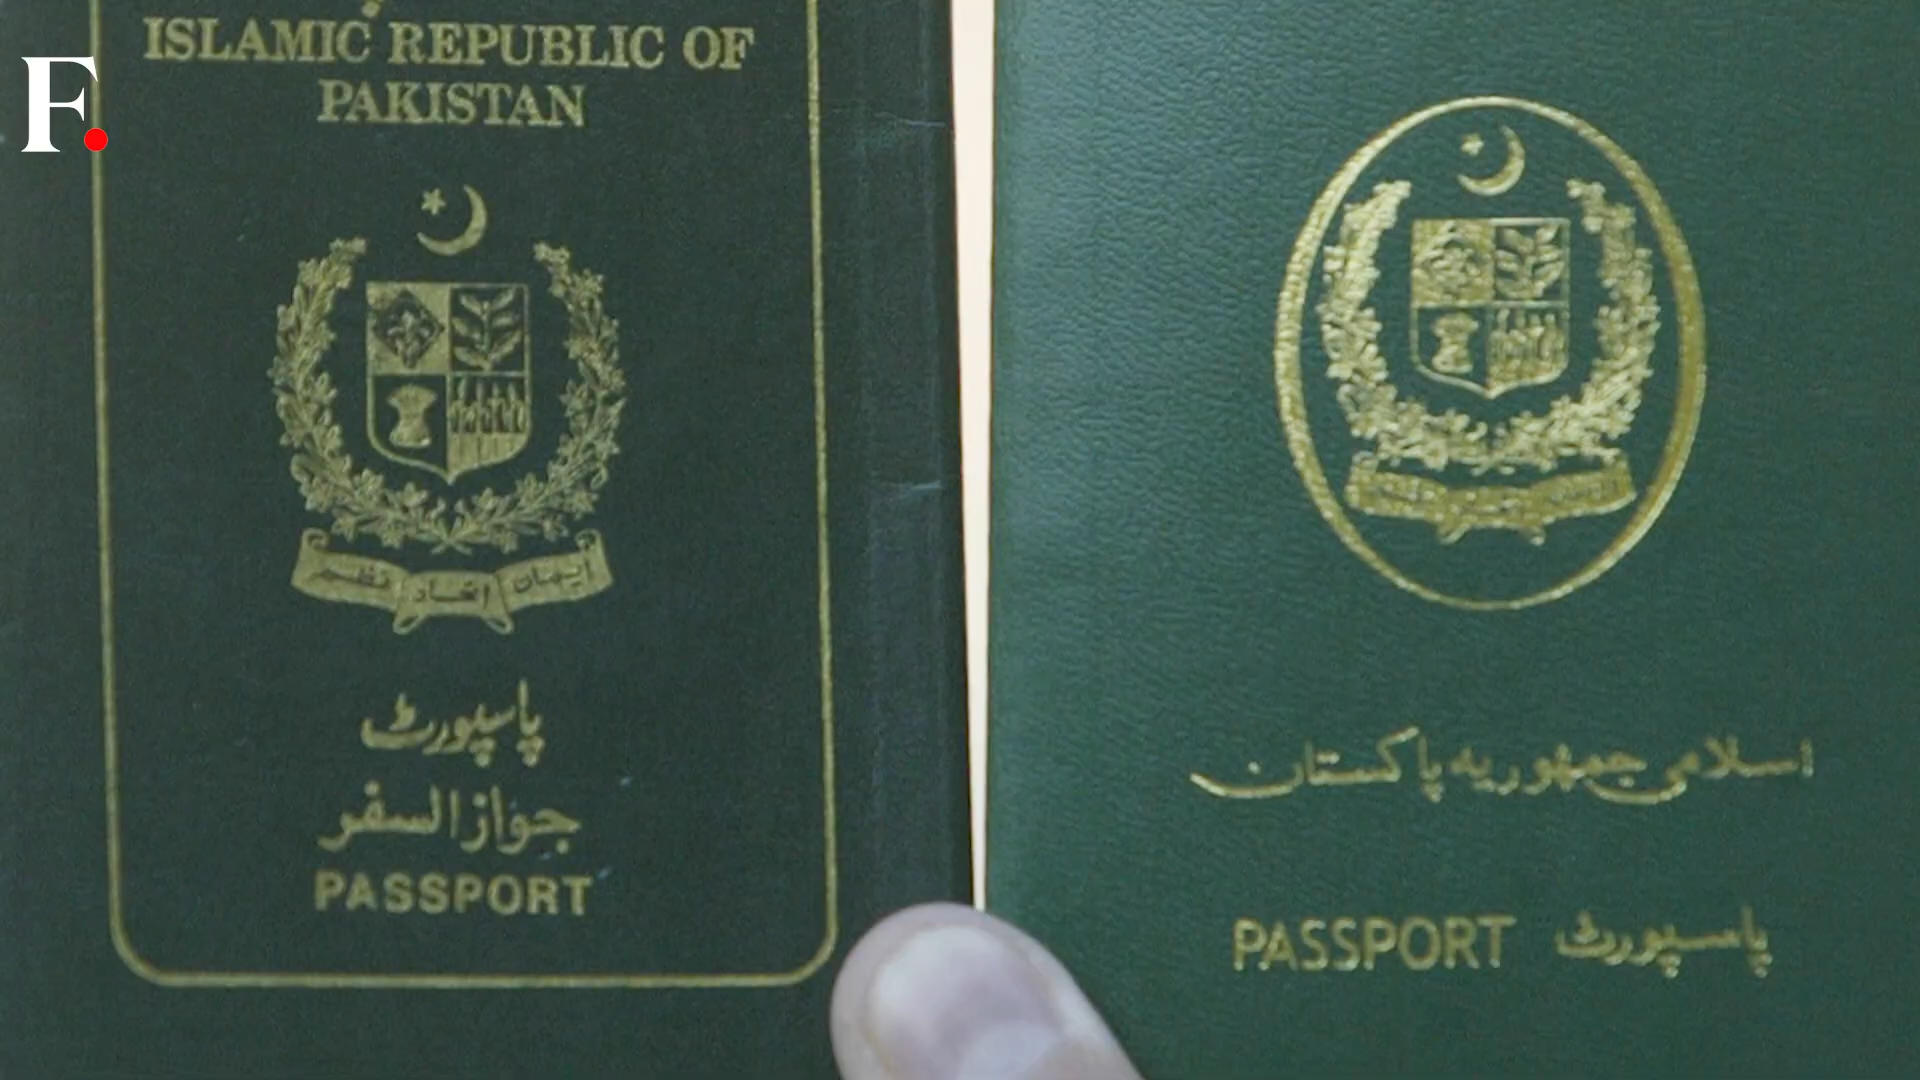 F.
ISLAMIC REPUBLIC OF
PAKISTAN
ایمان اتحاد نظم
پاسپورٹ
جواز السفر
PASSPORT
اسلامی جمہوریہ پاکستان
PASSPORT پاسپورٹ